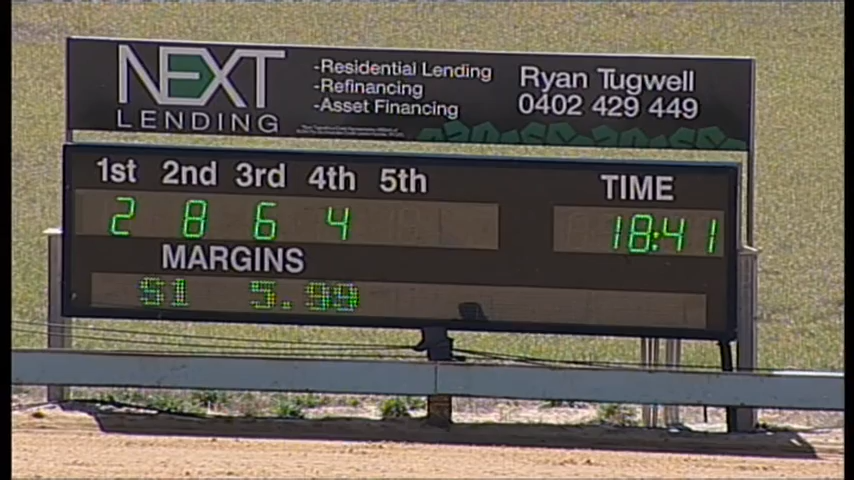 NEXT
LENDING
-Residential Lending
-Refinancing
-Asset Financing
Ryan Tugwell
0402 429 449
1st 2nd 3rd 4th 5th
2 8 6 4
TIME
18:41
MARGINS
S1 5.99